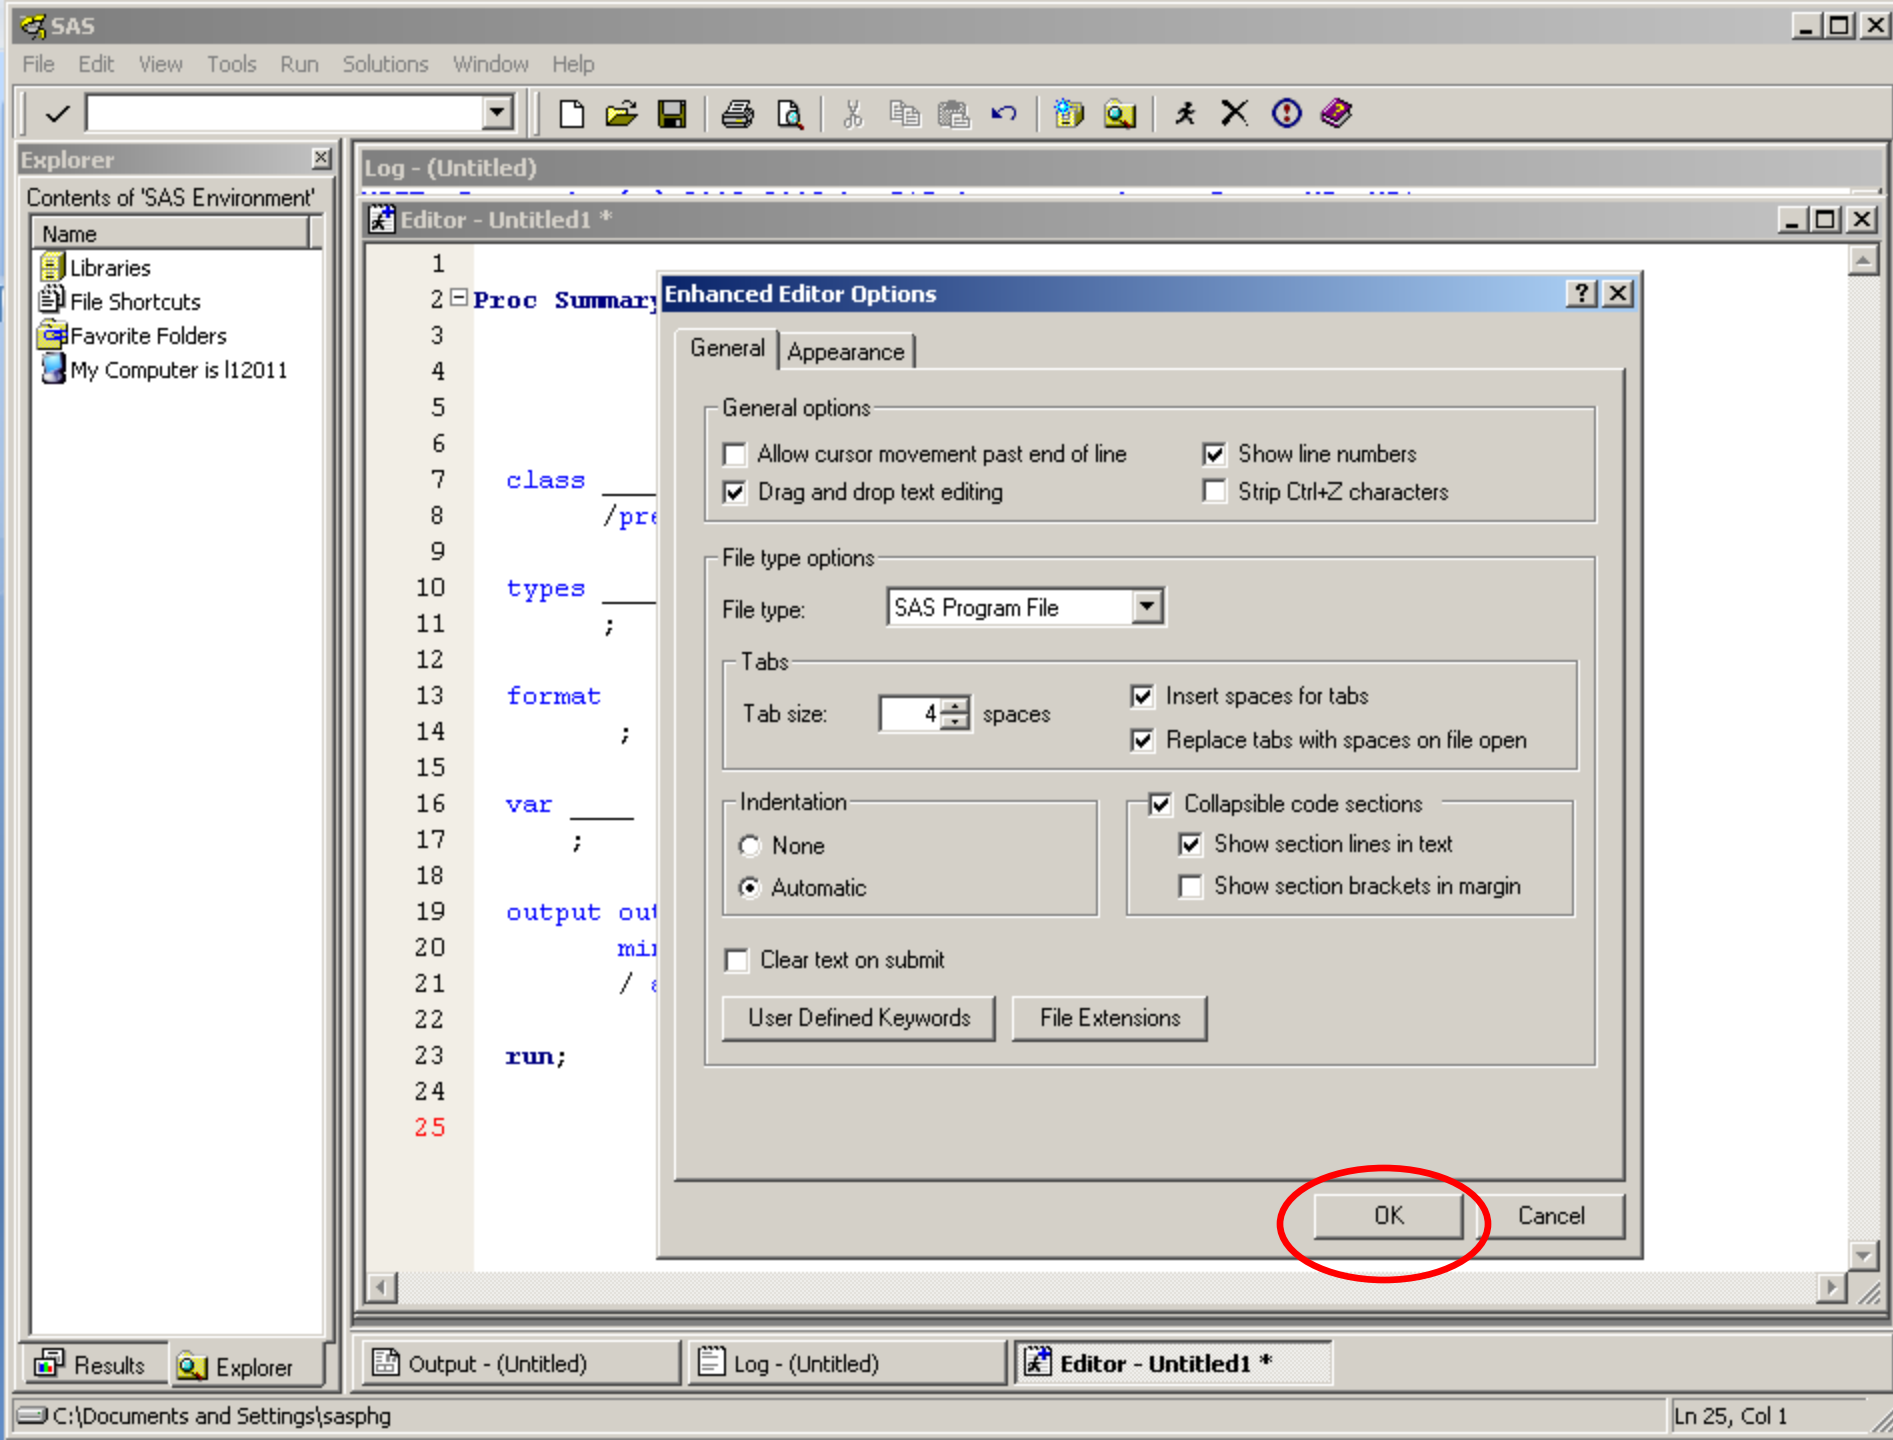 SAS
File Edit View Tools Run Solutions Window Help
Explorer
Contents of 'SAS Environment'
Name
Libraries
File Shortcuts
Favorite Folders
My Computer is l12011
Log - (Untitled)
Editor - Untitled1 *
1
2 Proc Summary
3
4
5
6
7 class ____
8 /pre
9
10 types ____
11 ;
12
13 format
14 ;
15
16 var ____
17 ;
18
19 output out
20 min
21 /
22
23 run;
24
25
Enhanced Editor Options
General Appearance
General options
Allow cursor movement past end of line
Show line numbers
Drag and drop text editing
Strip Ctrl+Z characters
File type options
File type: SAS Program File
Tabs
Tab size: 4 spaces
Insert spaces for tabs
Replace tabs with spaces on file open
Indentation
None
Automatic
Collapsible code sections
Show section lines in text
Show section brackets in margin
Clear text on submit
User Defined Keywords File Extensions
OK Cancel
Results Explorer
Output - (Untitled) Log - (Untitled) Editor - Untitled1 *
C:\Documents and Settings\sasphg
Ln 25, Col 1